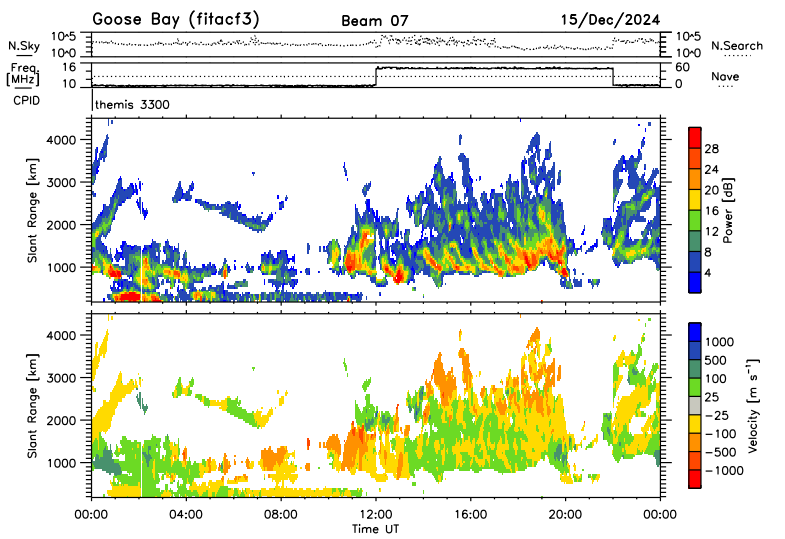 Goose Bay (fitacf3) Beam 07 15/Dec/2024
N.Sky 10^5 10^0 10^5 10^0 N.Search
Freq. [MHz] 16 10 60 0 Nave
CPID themis 3300
Slant Range [km] 4000 3000 2000 1000
28 24 20 16 12 8 4 Power [dB]
Slant Range [km] 4000 3000 2000 1000
1000 500 100 25 −25 −100 −500 −1000 Velocity [m s⁻¹]
00:00 04:00 08:00 12:00 16:00 20:00 00:00
Time UT